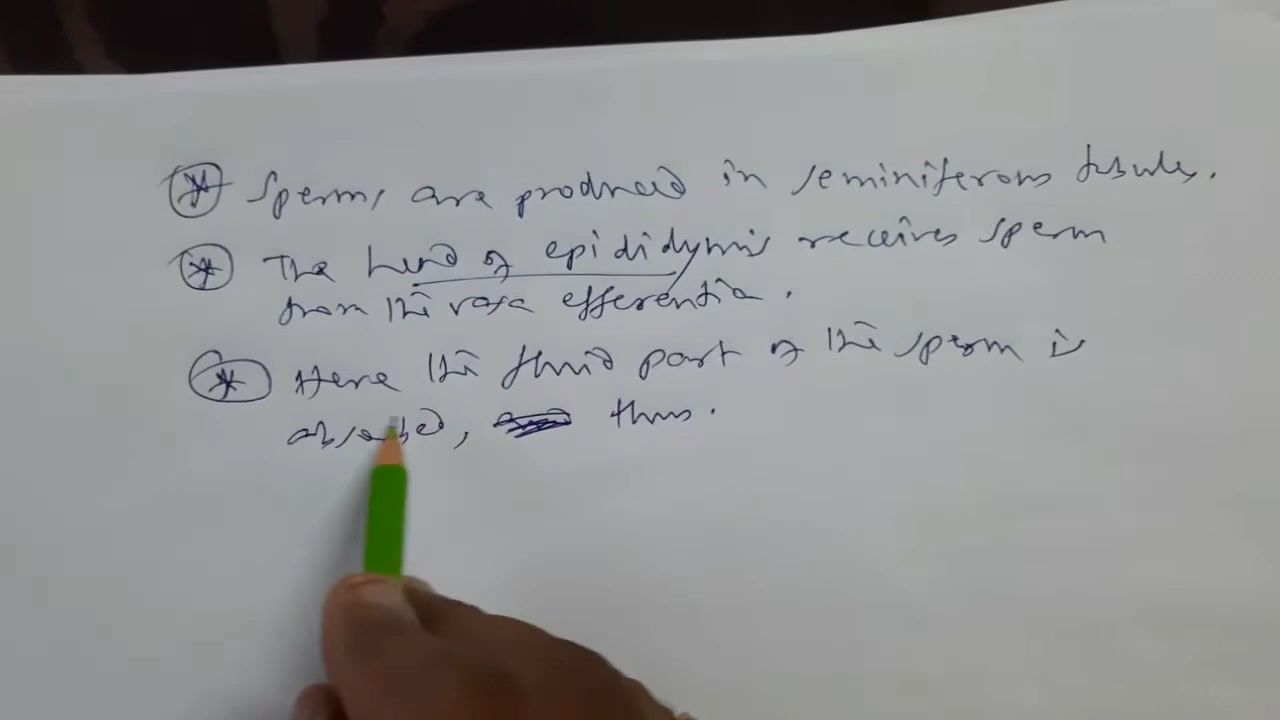 * Sperms are produced in seminiferous tubules.
* The head of epididymis receives sperm
from the vasa efferentia.
* Here the fluid part of the sperm is
absorbed, thus.